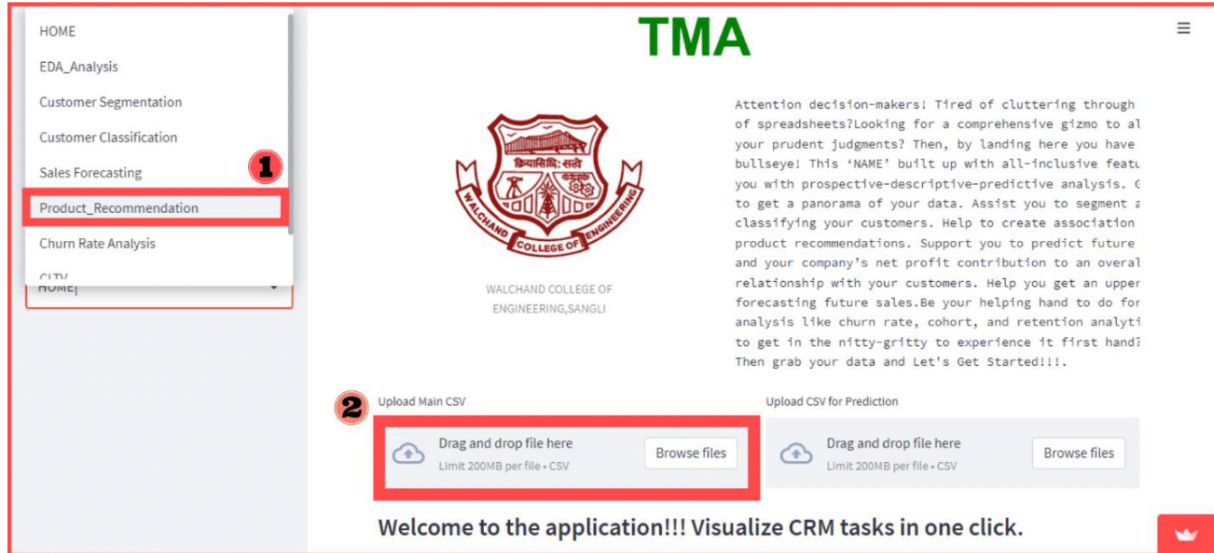 HOME
EDA_Analysis
Customer Segmentation
Customer Classification
Sales Forecasting
1
Product_Recommendation
Churn Rate Analysis
CLTV
HOME
TMA
क्रियासिद्धि: सत्वे
WALCHAND COLLEGE OF ENGINEERING
WALCHAND COLLEGE OF
ENGINEERING,SANGLI
Attention decision-makers! Tired of cluttering through
of spreadsheets?Looking for a comprehensive gizmo to al
your prudent judgments? Then, by landing here you have
bullseye! This ‘NAME’ built up with all-inclusive featu
you with prospective-descriptive-predictive analysis. G
to get a panorama of your data. Assist you to segment a
classifying your customers. Help to create association
product recommendations. Support you to predict future
and your company’s net profit contribution to an overal
relationship with your customers. Help you get an upper
forecasting future sales.Be your helping hand to do for
analysis like churn rate, cohort, and retention analyti
to get in the nitty-gritty to experience it first hand?
Then grab your data and Let's Get Started!!!.
2
Upload Main CSV
Drag and drop file here
Limit 200MB per file • CSV
Browse files
Upload CSV for Prediction
Drag and drop file here
Limit 200MB per file • CSV
Browse files
Welcome to the application!!! Visualize CRM tasks in one click.